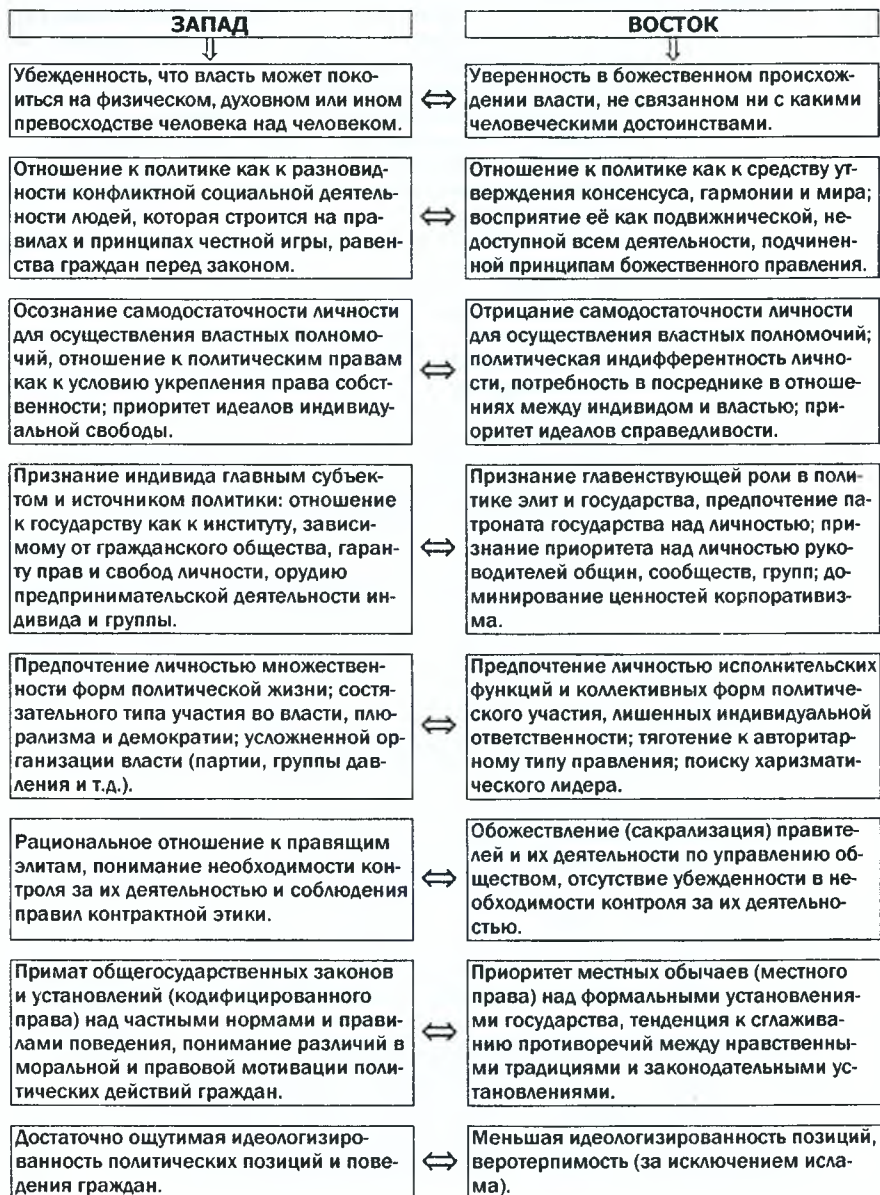 ЗАПАД
Убежденность, что власть может поко-
иться на физическом, духовном или ином
превосходстве человека над человеком.
Отношение к политике как к разновид-
ности конфликтной социальной деятель-
ности людей, которая строится на пра-
вилах и принципах честной игры, равен-
ства граждан перед законом.
Осознание самодостаточности личности
для осуществления властных полномо-
чий, отношение к политическим правам
как к условию укрепления права собст-
венности; приоритет идеалов индивиду-
альной свободы.
Признание индивида главным субъек-
том и источником политики: отношение
к государству как к институту, зависи-
мому от гражданского общества, гаран-
ту прав и свобод личности, орудию
предпринимательской деятельности ин-
дивида и группы.
Предпочтение личностью множествен-
ности форм политической жизни; состя-
зательного типа участия во власти, плю-
рализма и демократии; усложненной ор-
ганизации власти (партии, группы дав-
ления и т.д.).
Рациональное отношение к правящим
элитам, понимание необходимости кон-
троля за их деятельностью и соблюдения
правил контрактной этики.
Примат общегосударственных законов
и установлений (кодифицированного
права) над частными нормами и прави-
лами поведения, понимание различий в
моральной и правовой мотивации поли-
тических действий граждан.
Достаточно ощутимая идеологизиро-
ванность политических позиций и пове-
дения граждан.
ВОСТОК
Уверенность в божественном происхож-
дении власти, не связанном ни с какими
человеческими достоинствами.
Отношение к политике как к средству ут-
верждения консенсуса, гармонии и мира;
восприятие её как подвижнической, не-
доступной всем деятельности, подчинен-
ной принципам божественного правления.
Отрицание самодостаточности личности
для осуществления властных полномочий;
политическая индифферентность лично-
сти, потребность в посреднике в отноше-
ниях между индивидом и властью; при-
оритет идеалов справедливости.
Признание главенствующей роли в поли-
тике элит и государства, предпочтение па-
троната государства над личностью; при-
знание приоритета над личностью руко-
водителей общин, сообществ, групп; до-
минирование ценностей корпоративиз-
ма.
Предпочтение личностью исполнительских
функций и коллективных форм политиче-
ского участия, лишенных индивидуальной
ответственности; тяготение к авторитар-
ному типу правления; поиску харизмати-
ческого лидера.
Обожествление (сакрализация) правите-
лей и их деятельности по управлению об-
ществом, отсутствие убежденности в не-
обходимости контроля за их деятельно-
стью.
Приоритет местных обычаев (местного
права) над формальными установления-
ми государства, тенденция к сглажива-
нию противоречий между нравственны-
ми традициями и законодательными ус-
тановлениями.
Меньшая идеологизированность позиций,
веротерпимость (за исключением исла-
ма).